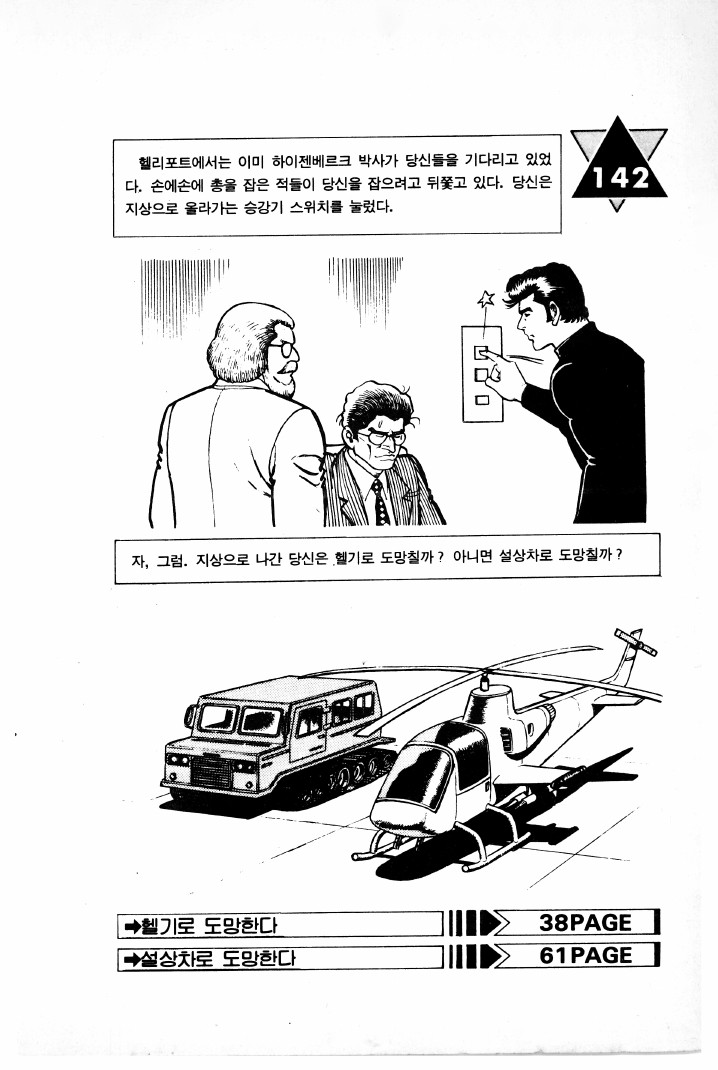 142
헬리포트에서는 이미 하이젠베르크 박사가 당신들을 기다리고 있었
다. 손에손에 총을 잡은 적들이 당신을 잡으려고 뒤쫓고 있다. 당신은
지상으로 올라가는 승강기 스위치를 눌렀다.
자, 그럼. 지상으로 나간 당신은 헬기로 도망칠까? 아니면 설상차로 도망칠까?
➡헬기로 도망한다 38PAGE
➡설상차로 도망한다 61PAGE